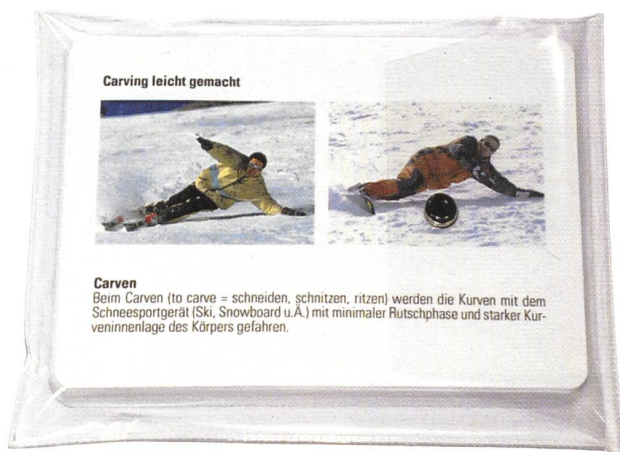 Carving leicht gemacht
Carven
Beim Carven (to carve = schneiden, schnitzen, ritzen) werden die Kurven mit dem
Schneesportgerät (Ski, Snowboard u.Ä.) mit minimaler Rutschphase und starker Kur-
veninnenlage des Körpers gefahren.